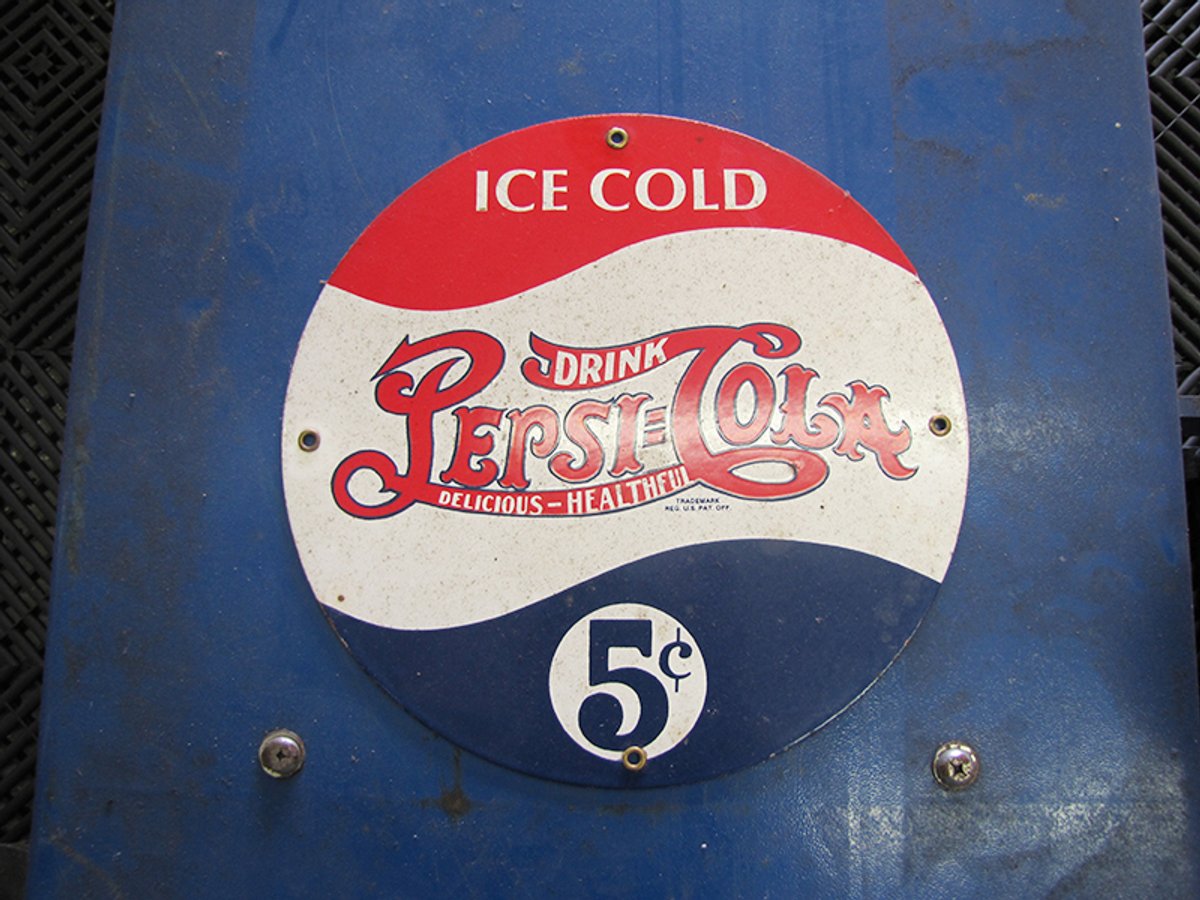 ICE COLD
DRINK
PEPSI=COLA
DELICIOUS-HEALTHFUL
TRADEMARK
REG. U.S. PAT. OFF.
5¢